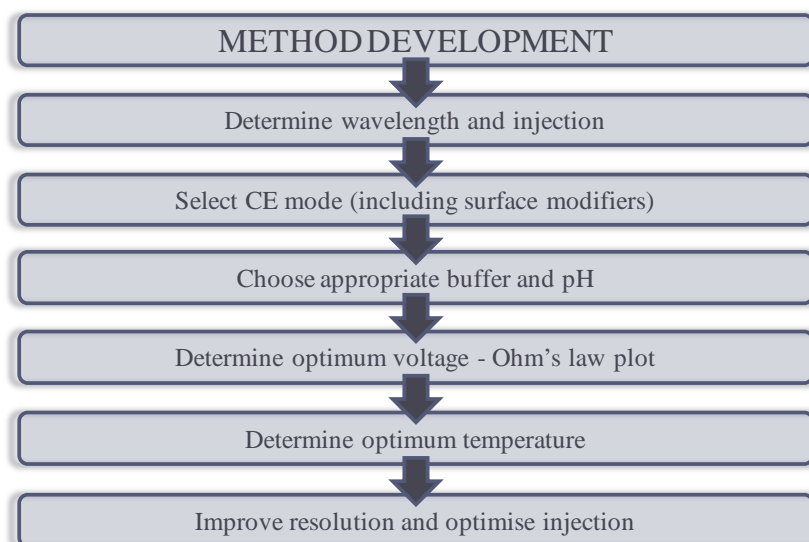 METHOD DEVELOPMENT
Determine wavelength and injection
Select CE mode (including surface modifiers)
Choose appropriate buffer and pH
Determine optimum voltage - Ohm’s law plot
Determine optimum temperature
Improve resolution and optimise injection